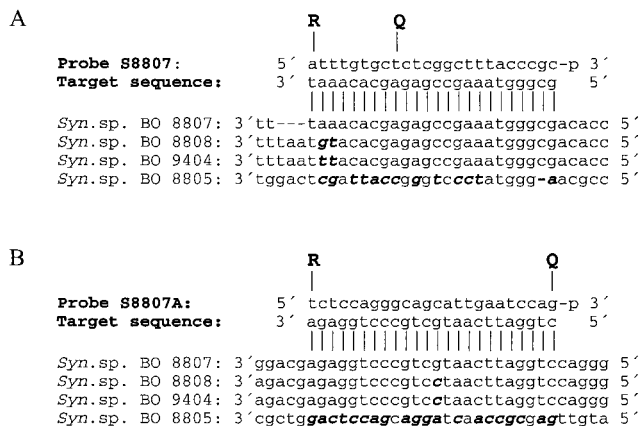 A
R Q
Probe S8807: 5´ atttgtgctctcggctttacccgc-p 3´
Target sequence: 3´ taaacacgagagccgaaatgggcg 5´
Syn.sp. BO 8807: 3´tt---taaacacgagagccgaaatgggcgacacc 5´
Syn.sp. BO 8808: 3´tttaatgtacacgagagccgaaatgggcgacacc 5´
Syn.sp. BO 9404: 3´tttaatttacacgagagccgaaatgggcgacacc 5´
Syn.sp. BO 8805: 3´tggactcgattaccgggtccctatggg-aacgcc 5´
B
R Q
Probe S8807A: 5´ tctccagggcagcattgaatccag-p 3´
Target sequence: 3´ agaggtcccgtcgtaacttaggtc 5´
Syn.sp. BO 8807: 3´ggacgagaggtcccgtcgtaacttaggtccaggg 5´
Syn.sp. BO 8808: 3´agacgagaggtcccgtcctaacttaggtccaggg 5´
Syn.sp. BO 9404: 3´agacgagaggtcccgtcctaacttaggtccaggg 5´
Syn.sp. BO 8805: 3´cgctgggactccagcaggatcaaccgcgagttgta 5´